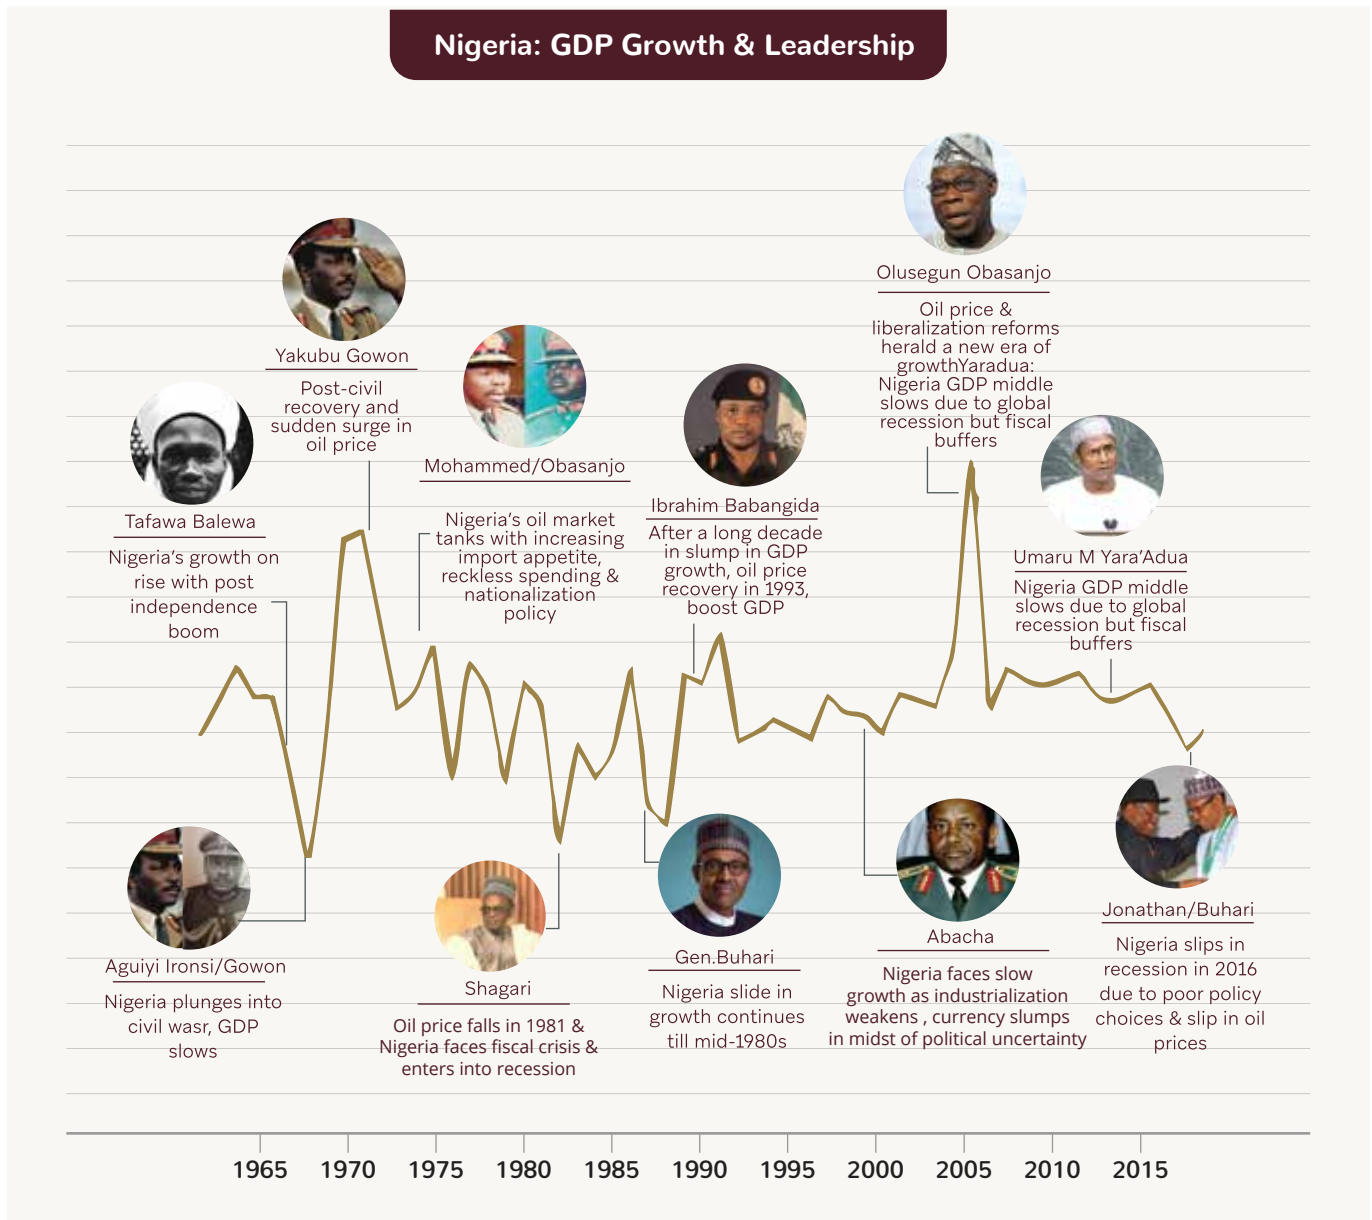 Nigeria: GDP Growth & Leadership
Tafawa Balewa
Nigeria's growth on
rise with post
independence
boom
Yakubu Gowon
Post-civil
recovery and
sudden surge in
oil price
Mohammed/Obasanjo
Nigeria's oil market
tanks with increasing
import appetite,
reckless spending &
nationalization
policy
Ibrahim Babangida
After a long decade
in slump in GDP
growth, oil price
recovery in 1993,
boost GDP
Olusegun Obasanjo
Oil price &
liberalization reforms
herald a new era of
growthYaradua:
Nigeria GDP middle
slows due to global
recession but fiscal
buffers
Umaru M Yara'Adua
Nigeria GDP middle
slows due to global
recession but fiscal
buffers
Aguiyi Ironsi/Gowon
Nigeria plunges into
civil wasr, GDP
slows
Shagari
Oil price falls in 1981 &
Nigeria faces fiscal crisis &
enters into recession
Gen.Buhari
Nigeria slide in
growth continues
till mid-1980s
Abacha
Nigeria faces slow
growth as industrialization
weakens , currency slumps
in midst of political uncertainty
Jonathan/Buhari
Nigeria slips in
recession in 2016
due to poor policy
choices & slip in oil
prices
1965 1970 1975 1980 1985 1990 1995 2000 2005 2010 2015